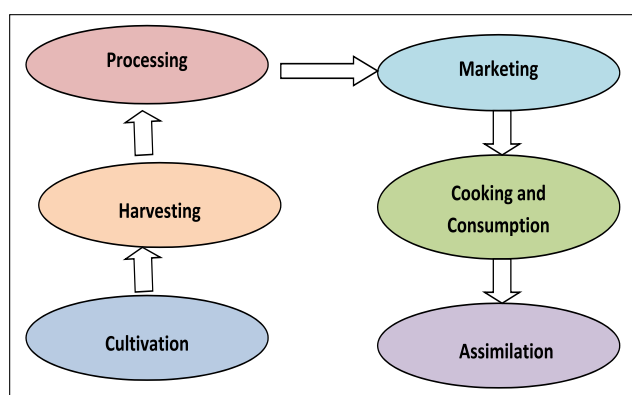 Processing
Marketing
Harvesting
Cooking and
Consumption
Cultivation
Assimilation